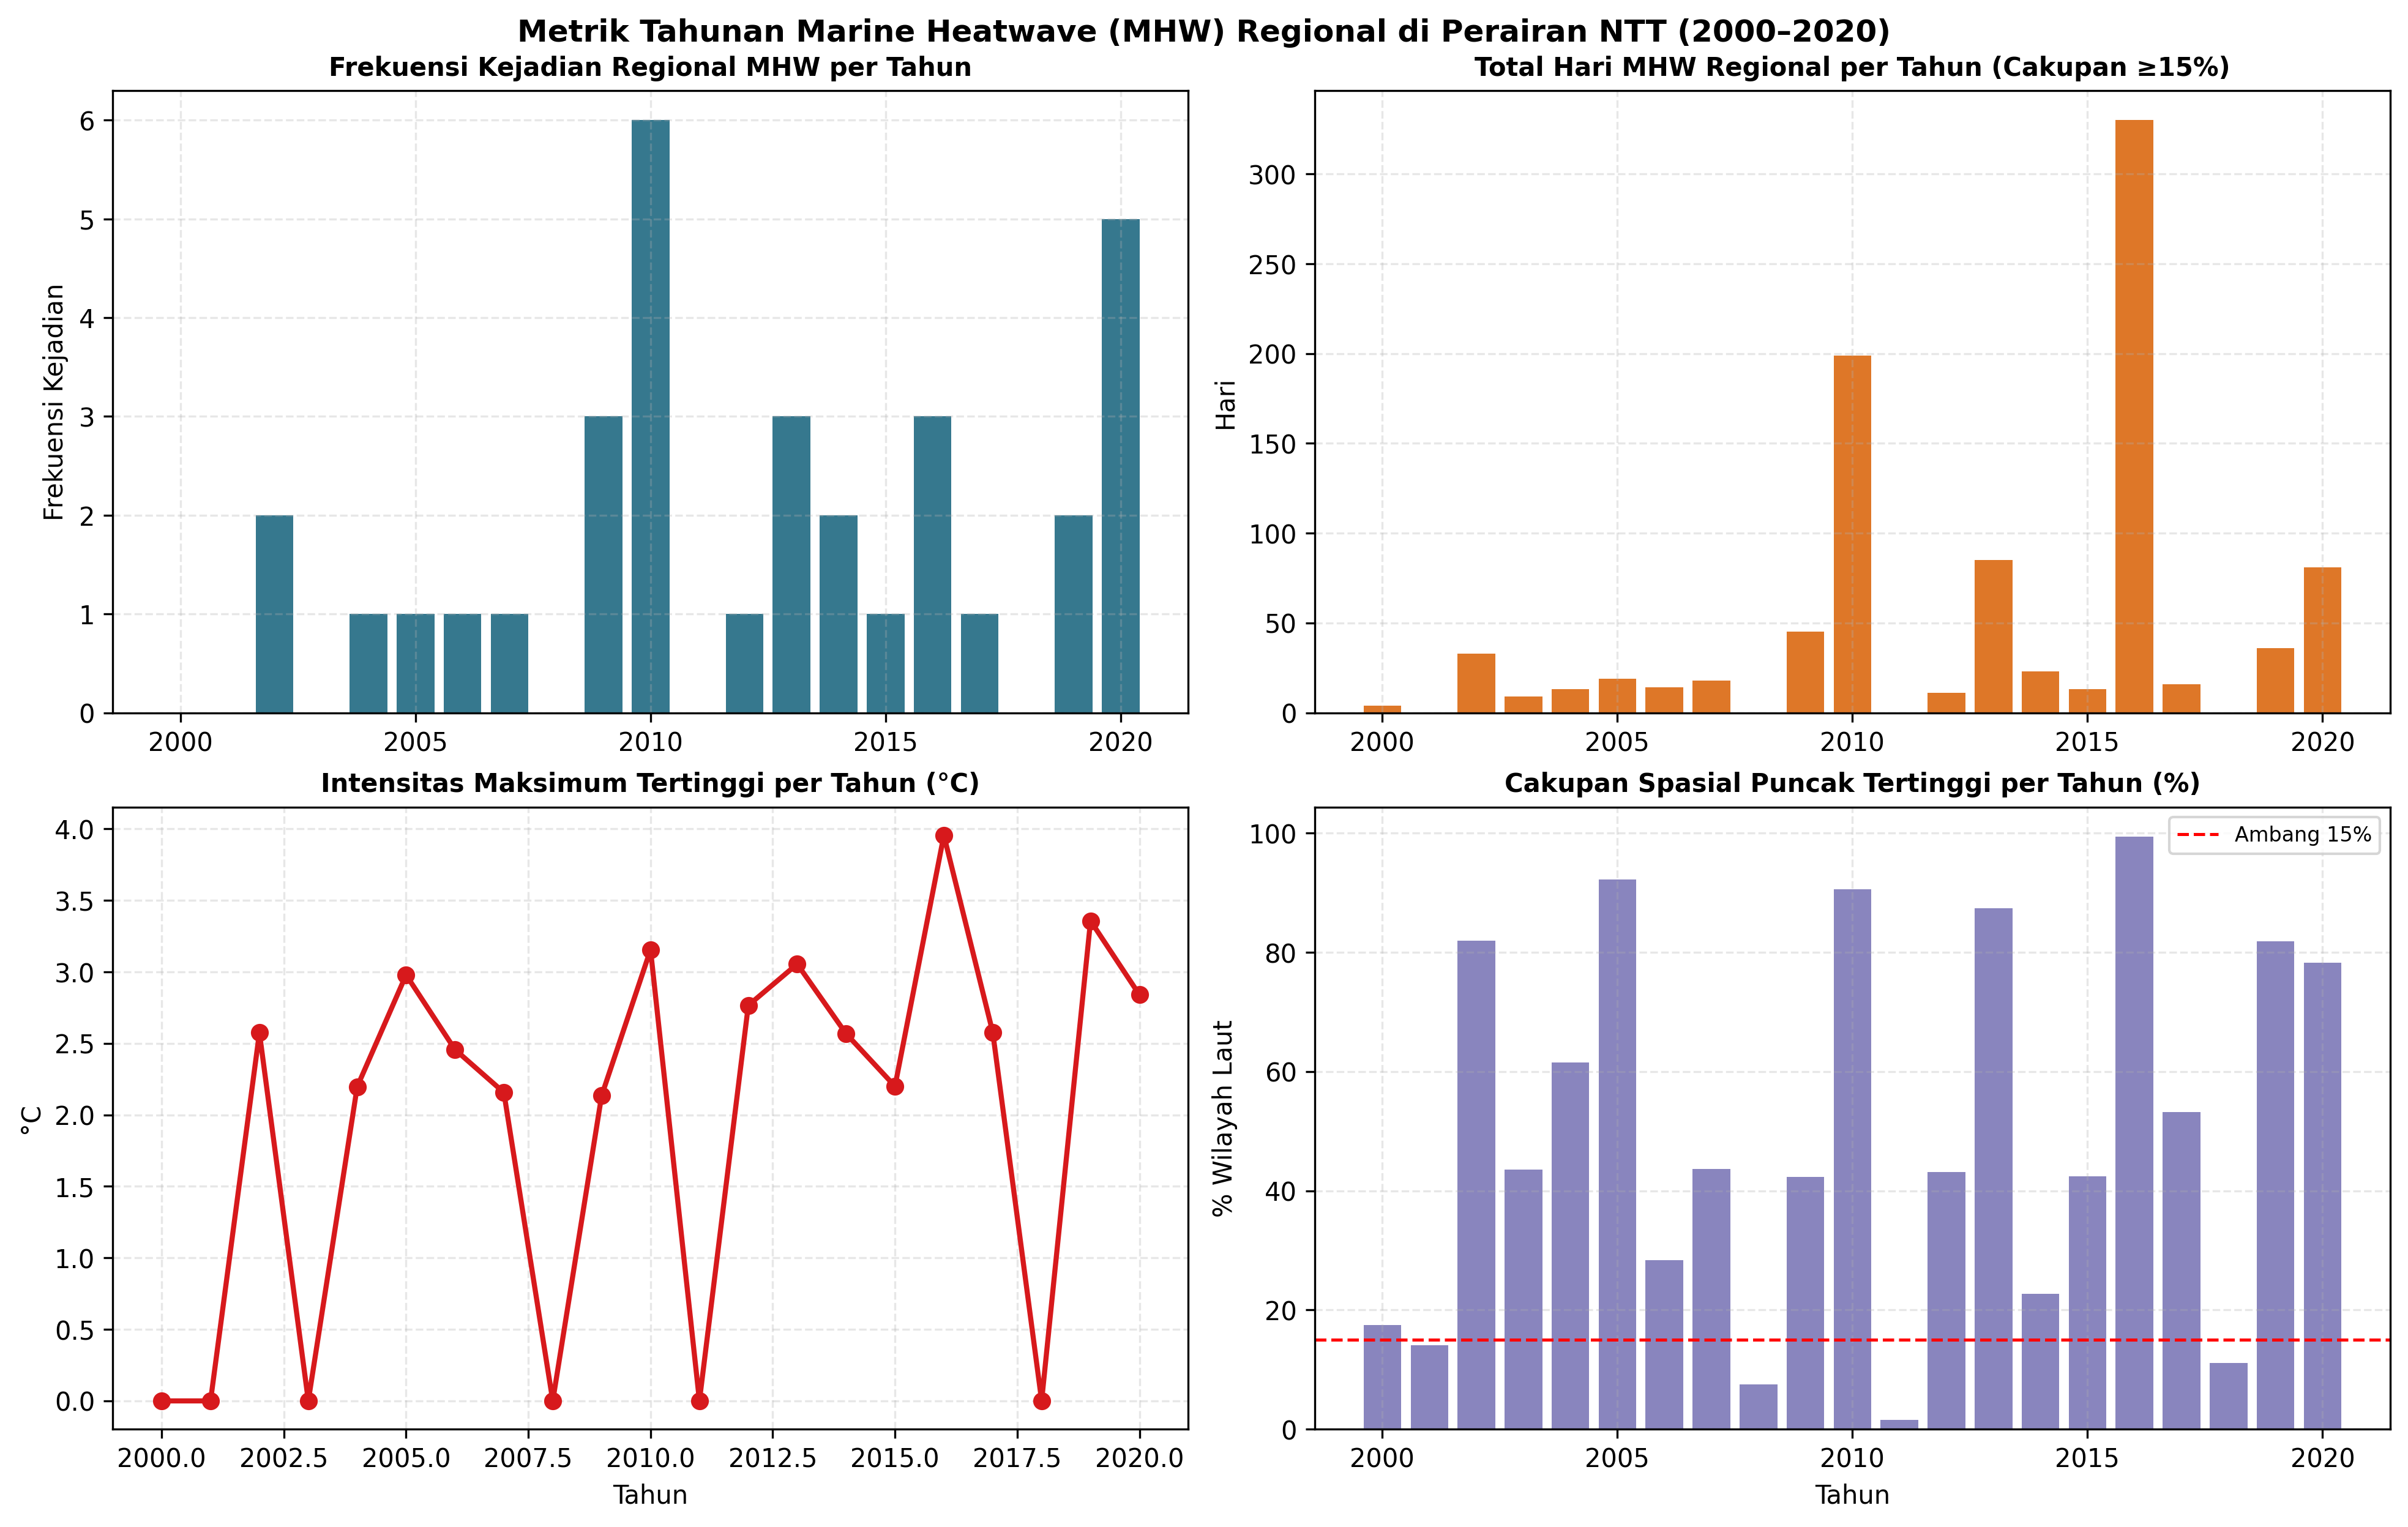 Metrik Tahunan Marine Heatwave (MHW) Regional di Perairan NTT (2000–2020)
Frekuensi Kejadian Regional MHW per Tahun
Frekuensi Kejadian
6
5
4
3
2
1
0
2000 2005 2010 2015 2020
Total Hari MHW Regional per Tahun (Cakupan ≥15%)
Hari
300
250
200
150
100
50
0
2000 2005 2010 2015 2020
Intensitas Maksimum Tertinggi per Tahun (°C)
°C
4.0
3.5
3.0
2.5
2.0
1.5
1.0
0.5
0.0
2000.0 2002.5 2005.0 2007.5 2010.0 2012.5 2015.0 2017.5 2020.0
Tahun
Cakupan Spasial Puncak Tertinggi per Tahun (%)
Ambang 15%
% Wilayah Laut
100
80
60
40
20
0
2000 2005 2010 2015 2020
Tahun